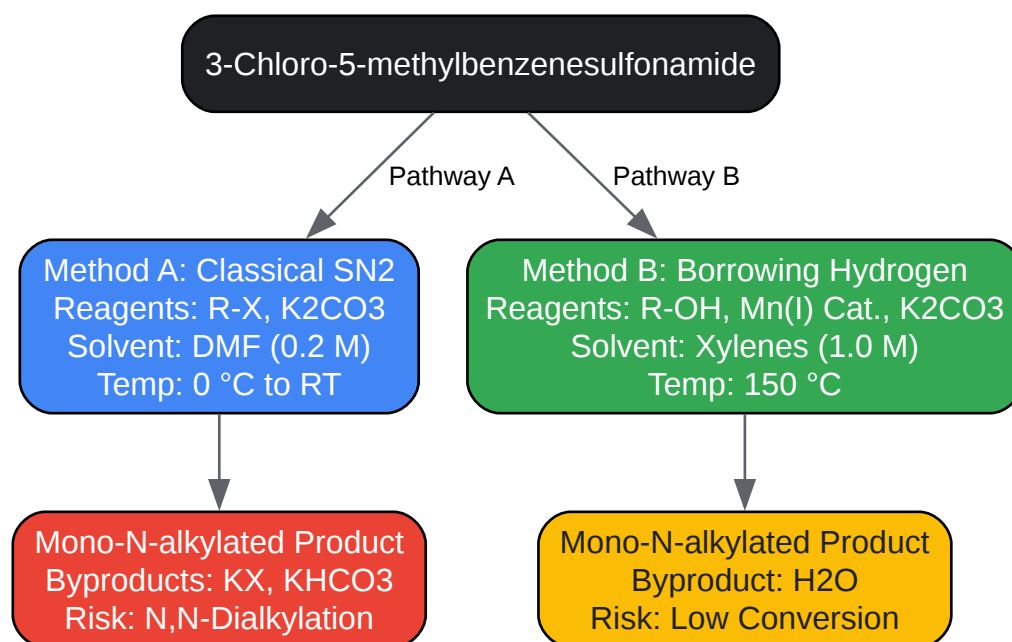 3-Chloro-5-methylbenzenesulfonamide
Pathway A
Pathway B
Method A: Classical SN2
Reagents: R-X, K2CO3
Solvent: DMF (0.2 M)
Temp: 0 °C to RT
Method B: Borrowing Hydrogen
Reagents: R-OH, Mn(I) Cat., K2CO3
Solvent: Xylenes (1.0 M)
Temp: 150 °C
Mono-N-alkylated Product
Byproducts: KX, KHCO3
Risk: N,N-Dialkylation
Mono-N-alkylated Product
Byproduct: H2O
Risk: Low Conversion